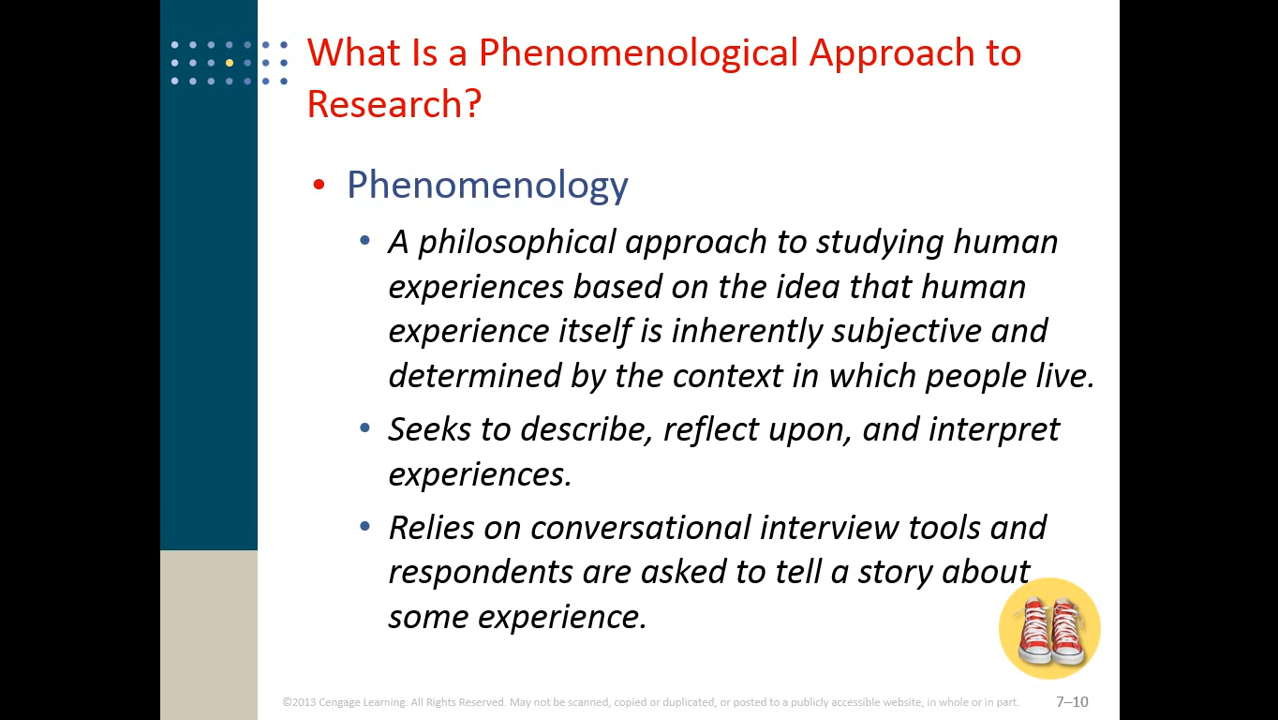 What Is a Phenomenological Approach to
Research?
• Phenomenology
• A philosophical approach to studying human
experiences based on the idea that human
experience itself is inherently subjective and
determined by the context in which people live.
• Seeks to describe, reflect upon, and interpret
experiences.
• Relies on conversational interview tools and
respondents are asked to tell a story about
some experience.
©2013 Cengage Learning. All Rights Reserved. May not be scanned, copied or duplicated, or posted to a publicly accessible website, in whole or in part.
7–10